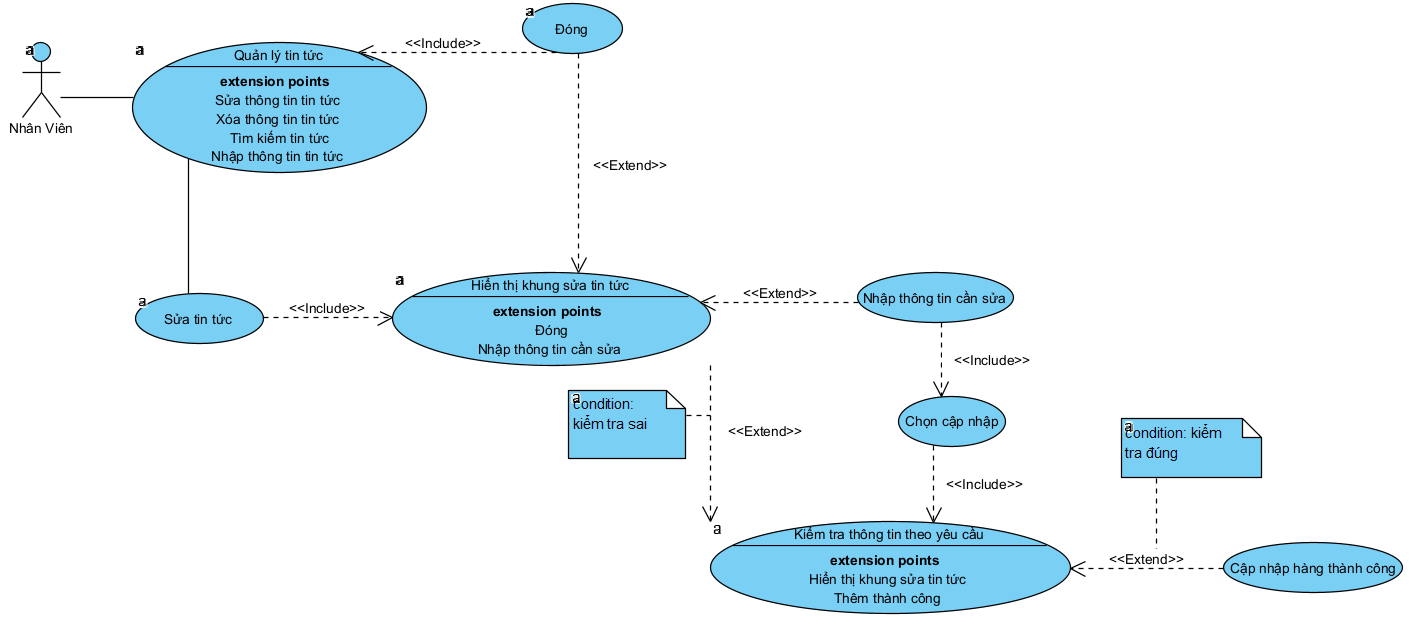 a
Đóng
a
Nhân Viên
a
Quản lý tin tức
extension points
Sửa thông tin tin tức
Xóa thông tin tin tức
Tìm kiếm tin tức
Nhập thông tin tin tức
<<Include>>
<<Extend>>
a
Sửa tin tức
<<Include>>
a
Hiển thị khung sửa tin tức
extension points
Đóng
Nhập thông tin cần sửa
<<Extend>>
Nhập thông tin cần sửa
<<Include>>
a
condition:
kiểm tra sai
<<Extend>>
Chọn cập nhập
<<Include>>
a
condition: kiểm
tra đúng
a
Kiểm tra thông tin theo yêu cầu
extension points
Hiển thị khung sửa tin tức
Thêm thành công
<<Extend>>
Cập nhập hàng thành công